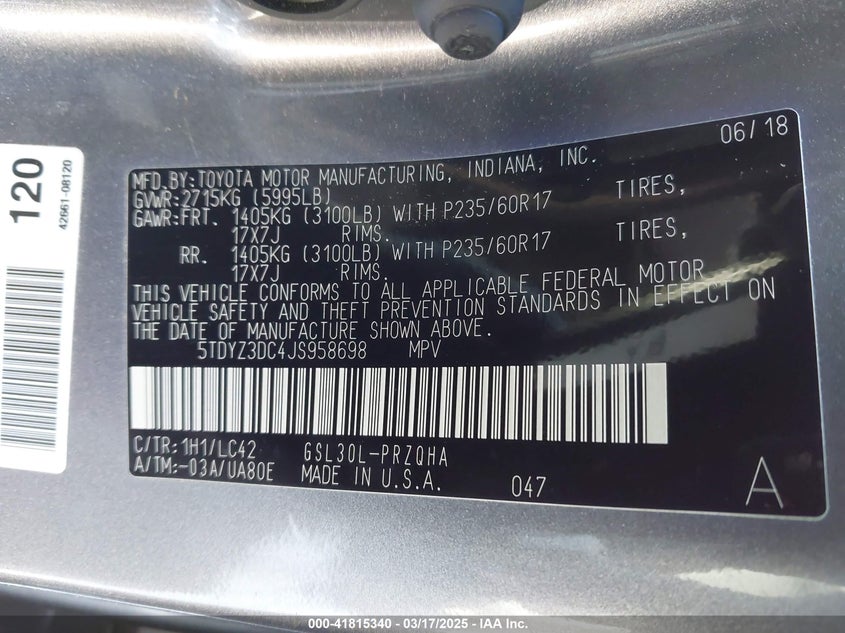 120
42661-08120
06/18
MFD.BY:TOYOTA MOTOR MANUFACTURING, INDIANA, INC.
GVWR:2715KG (5995LB)
GAWR:FRT. 1405KG (3100LB) WITH P235/60R17 TIRES,
17X7J RIMS.
RR. 1405KG (3100LB) WITH P235/60R17 TIRES,
17X7J RIMS.
THIS VEHICLE CONFORMS TO ALL APPLICABLE FEDERAL MOTOR
VEHICLE SAFETY AND THEFT PREVENTION STANDARDS IN EFFECT ON
THE DATE OF MANUFACTURE SHOWN ABOVE.
5TDYZ3DC4JS958698 MPV
C/TR:1H1/LC42 GSL30L-PRZQHA
A/TM:-03A/UA80E MADE IN U.S.A. 047 A
000-41815340 - 03/17/2025 - IAA Inc.